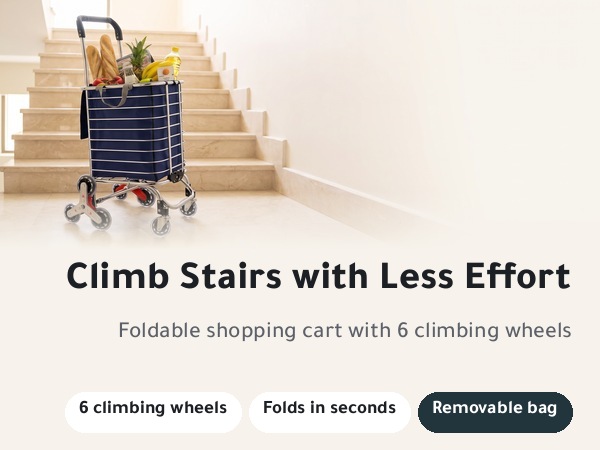 Climb Stairs with Less Effort
Foldable shopping cart with 6 climbing wheels
6 climbing wheels
Folds in seconds
Removable bag